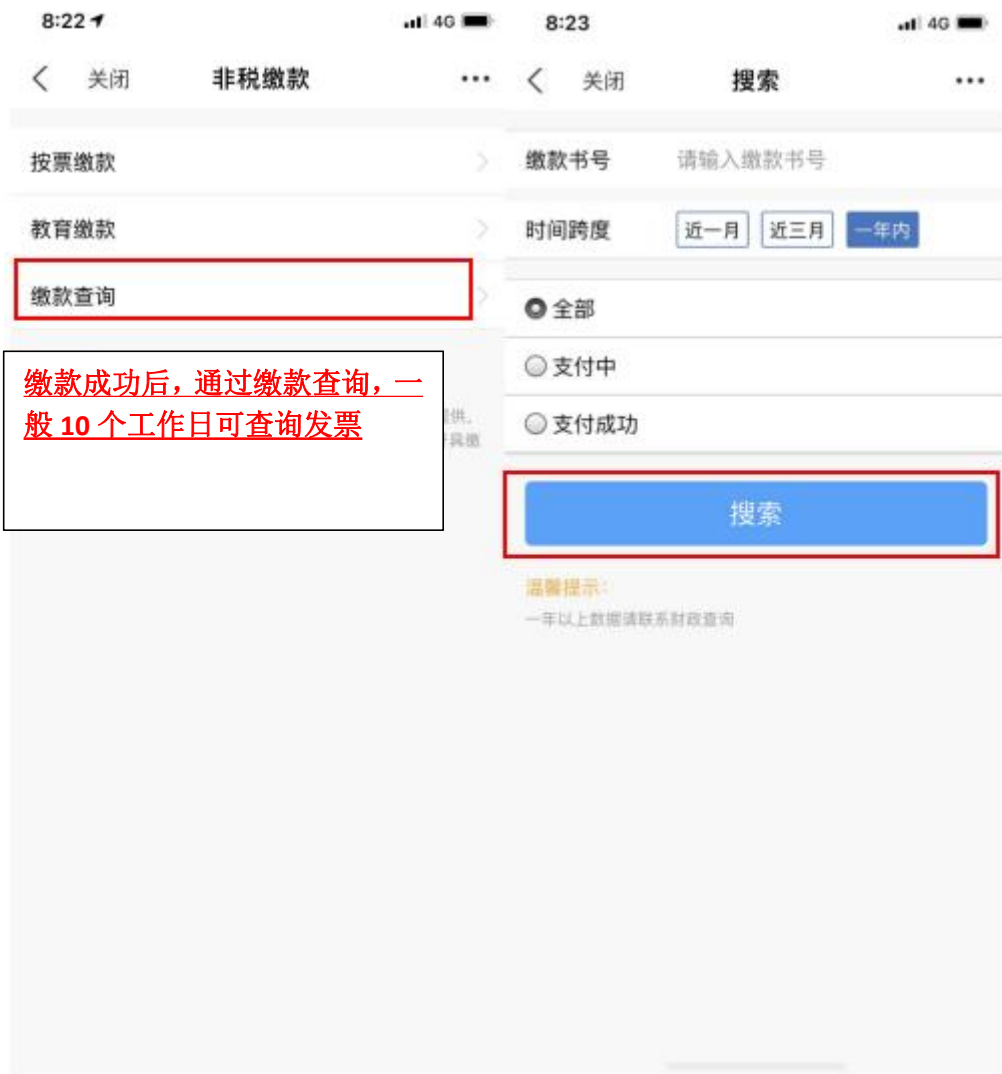 8:22
4G
关闭
非税缴款
按票缴款
教育缴款
缴款查询
缴款成功后，通过缴款查询，一
般 10 个工作日可查询发票
提供,
8:23
4G
关闭
搜索
缴款书号 请输入缴款书号
时间跨度 近一月 近三月 一年内
全部
支付中
支付成功
搜索
温馨提示:
一年以上数据请联系财政查询